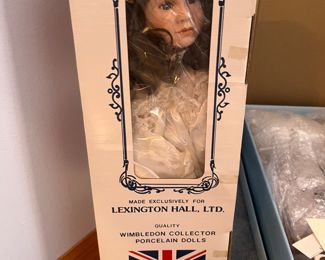 MADE EXCLUSIVELY FOR
LEXINGTON HALL, LTD.
QUALITY
WIMBLEDON COLLECTOR
PORCELAIN DOLLS